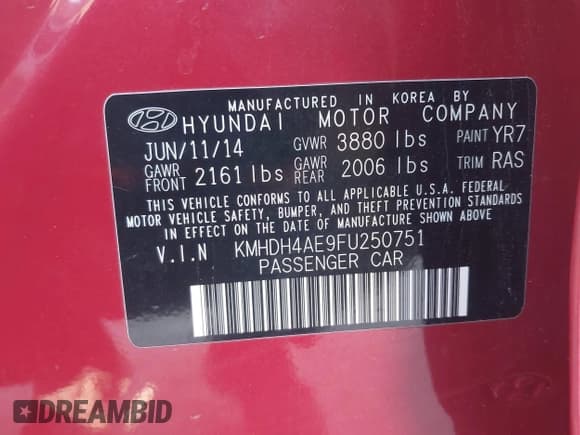 MANUFACTURED IN KOREA BY
HYUNDAI MOTOR COMPANY
JUN/11/14 GVWR 3880 lbs PAINT YR7
GAWR FRONT 2161 lbs GAWR REAR 2006 lbs TRIM RAS
THIS VEHICLE CONFORMS TO ALL APPLICABLE U.S.A. FEDERAL
MOTOR VEHICLE SAFETY, BUMPER, AND THEFT PREVENTION STANDARDS
IN EFFECT ON THE DATE OF MANUFACTURE SHOWN ABOVE
V.I.N KMHDH4AE9FU250751
PASSENGER CAR
DREAMBID